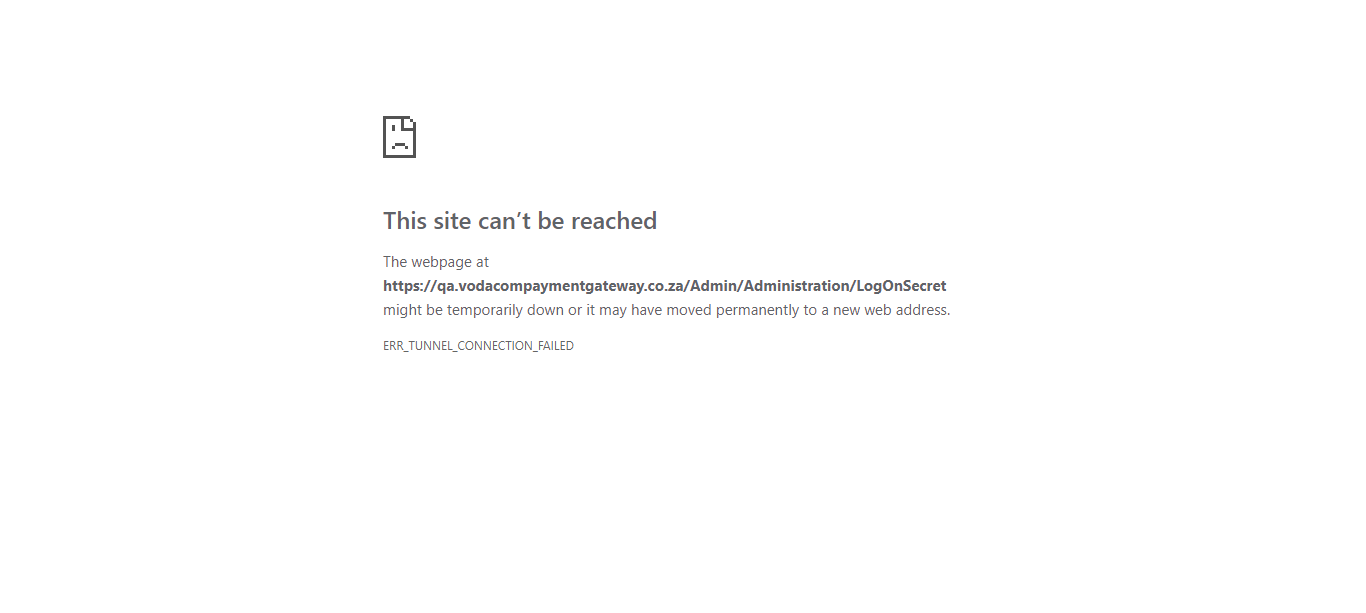 This site can’t be reached
The webpage at
https://qa.vodacompaymentgateway.co.za/Admin/Administration/LogOnSecret
might be temporarily down or it may have moved permanently to a new web address.
ERR_TUNNEL_CONNECTION_FAILED